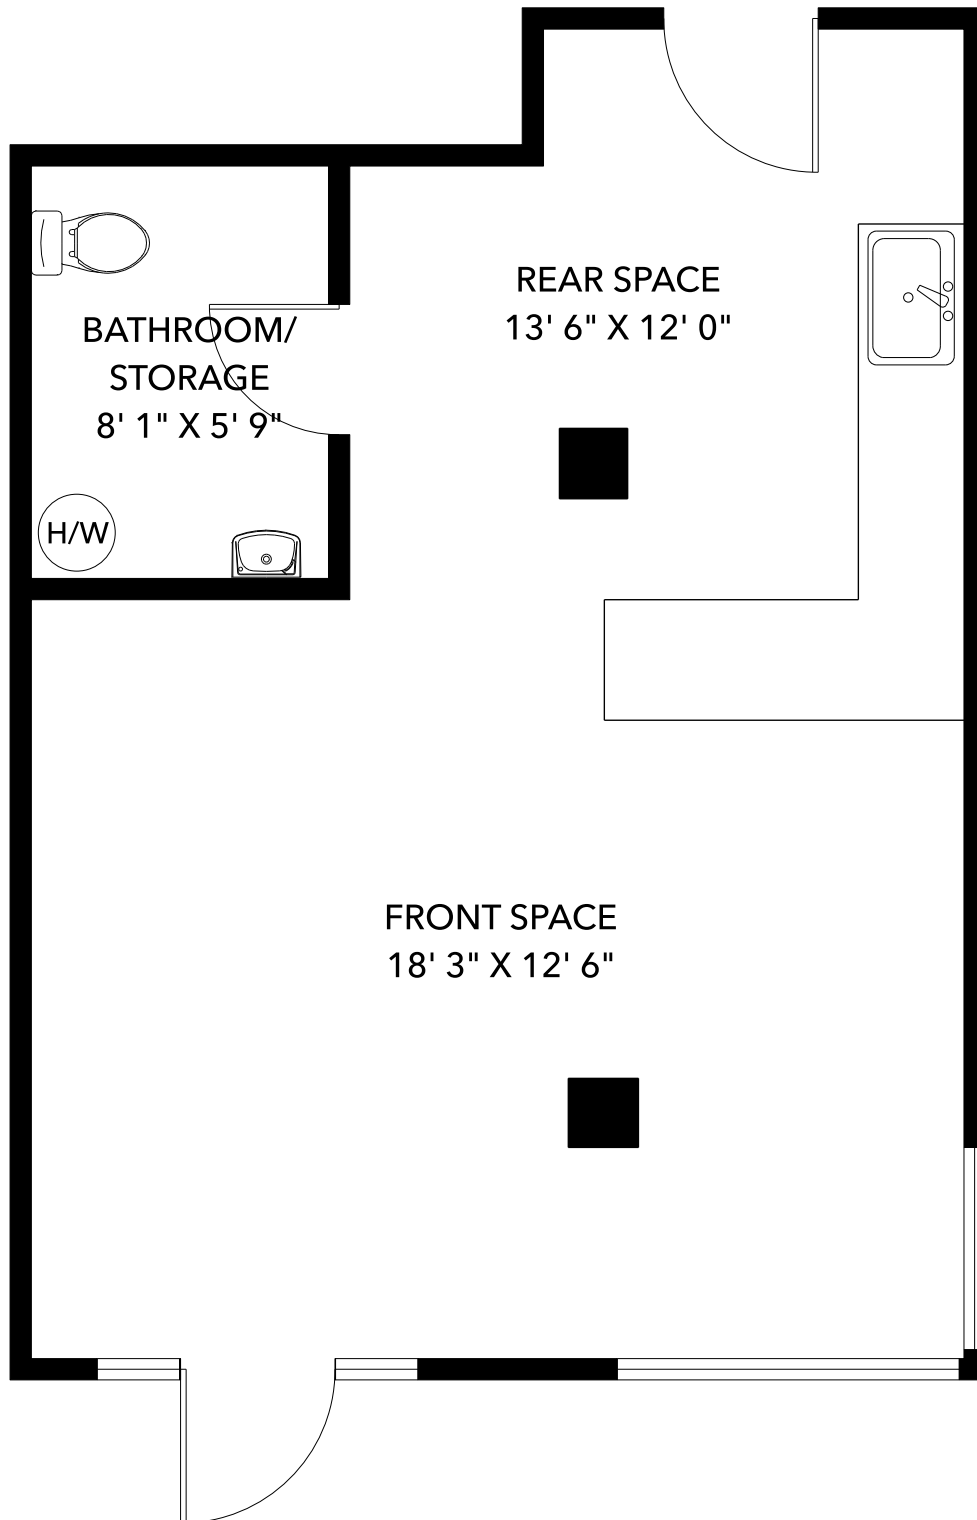 REAR SPACE
13' 6" X 12' 0"
BATHROOM/
STORAGE
8' 1" X 5' 9"
H/W
FRONT SPACE
18' 3" X 12' 6"